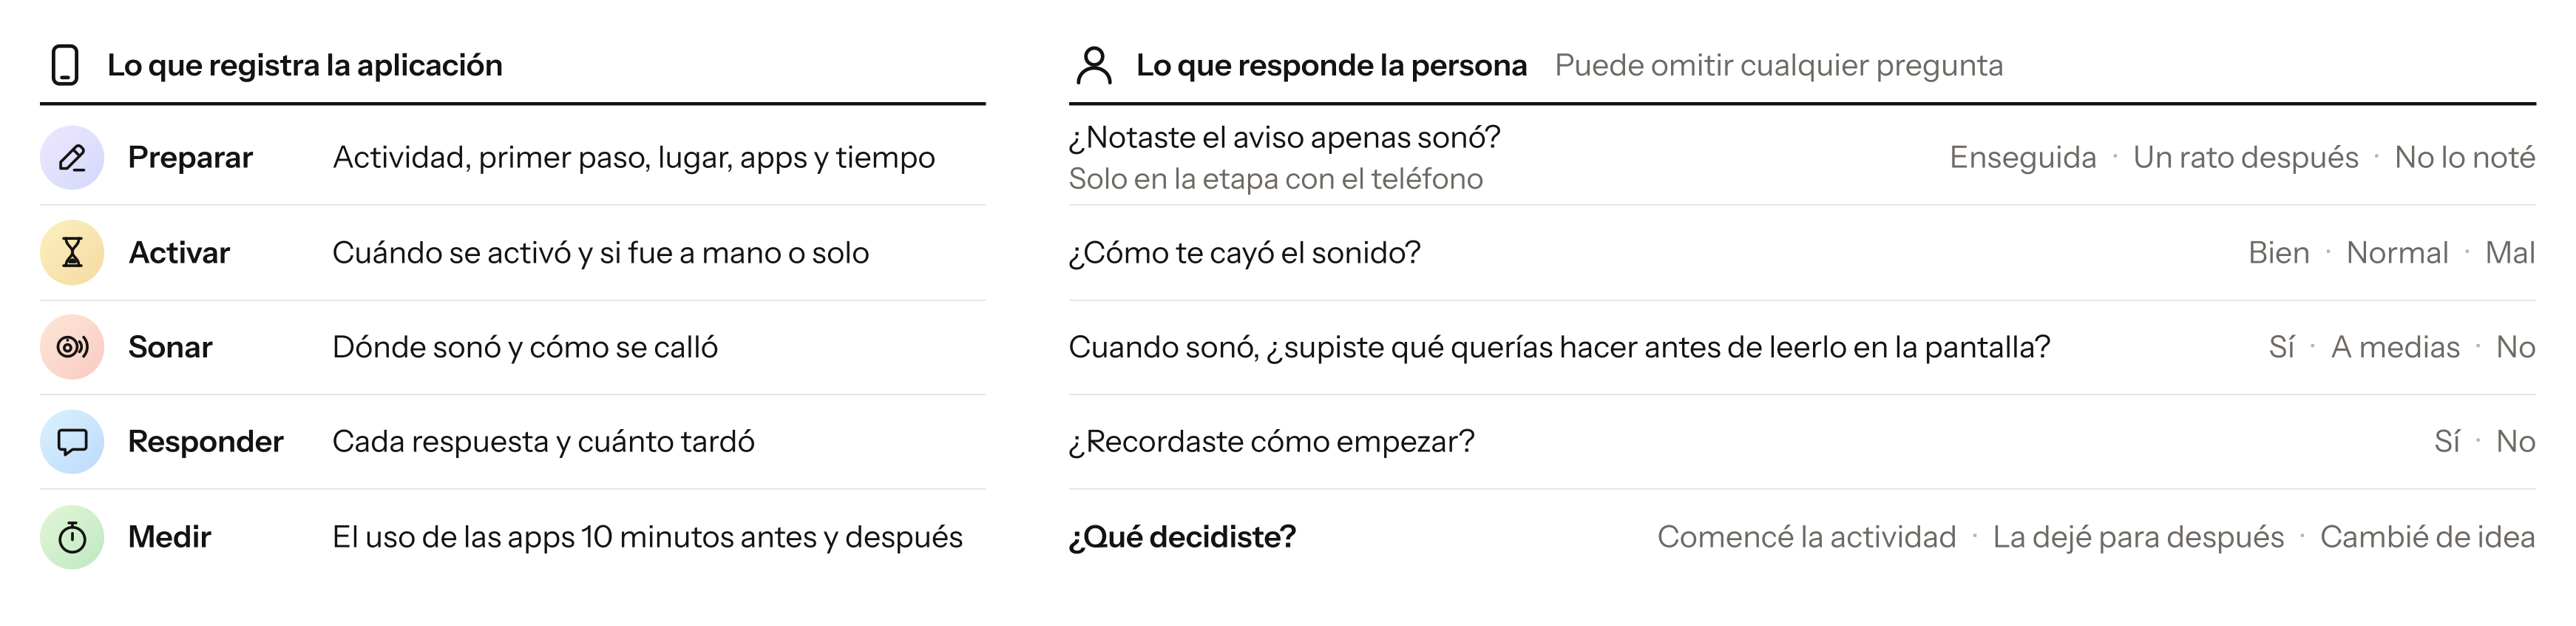 Lo que registra la aplicación
Preparar Actividad, primer paso, lugar, apps y tiempo
Activar Cuándo se activó y si fue a mano o solo
Sonar Dónde sonó y cómo se calló
Responder Cada respuesta y cuánto tardó
Medir El uso de las apps 10 minutos antes y después
Lo que responde la persona Puede omitir cualquier pregunta
¿Notaste el aviso apenas sonó?
Solo en la etapa con el teléfono
Enseguida · Un rato después · No lo noté
¿Cómo te cayó el sonido? Bien · Normal · Mal
Cuando sonó, ¿supiste qué querías hacer antes de leerlo en la pantalla? Sí · A medias · No
¿Recordaste cómo empezar? Sí · No
¿Qué decidiste? Comencé la actividad · La dejé para después · Cambié de idea